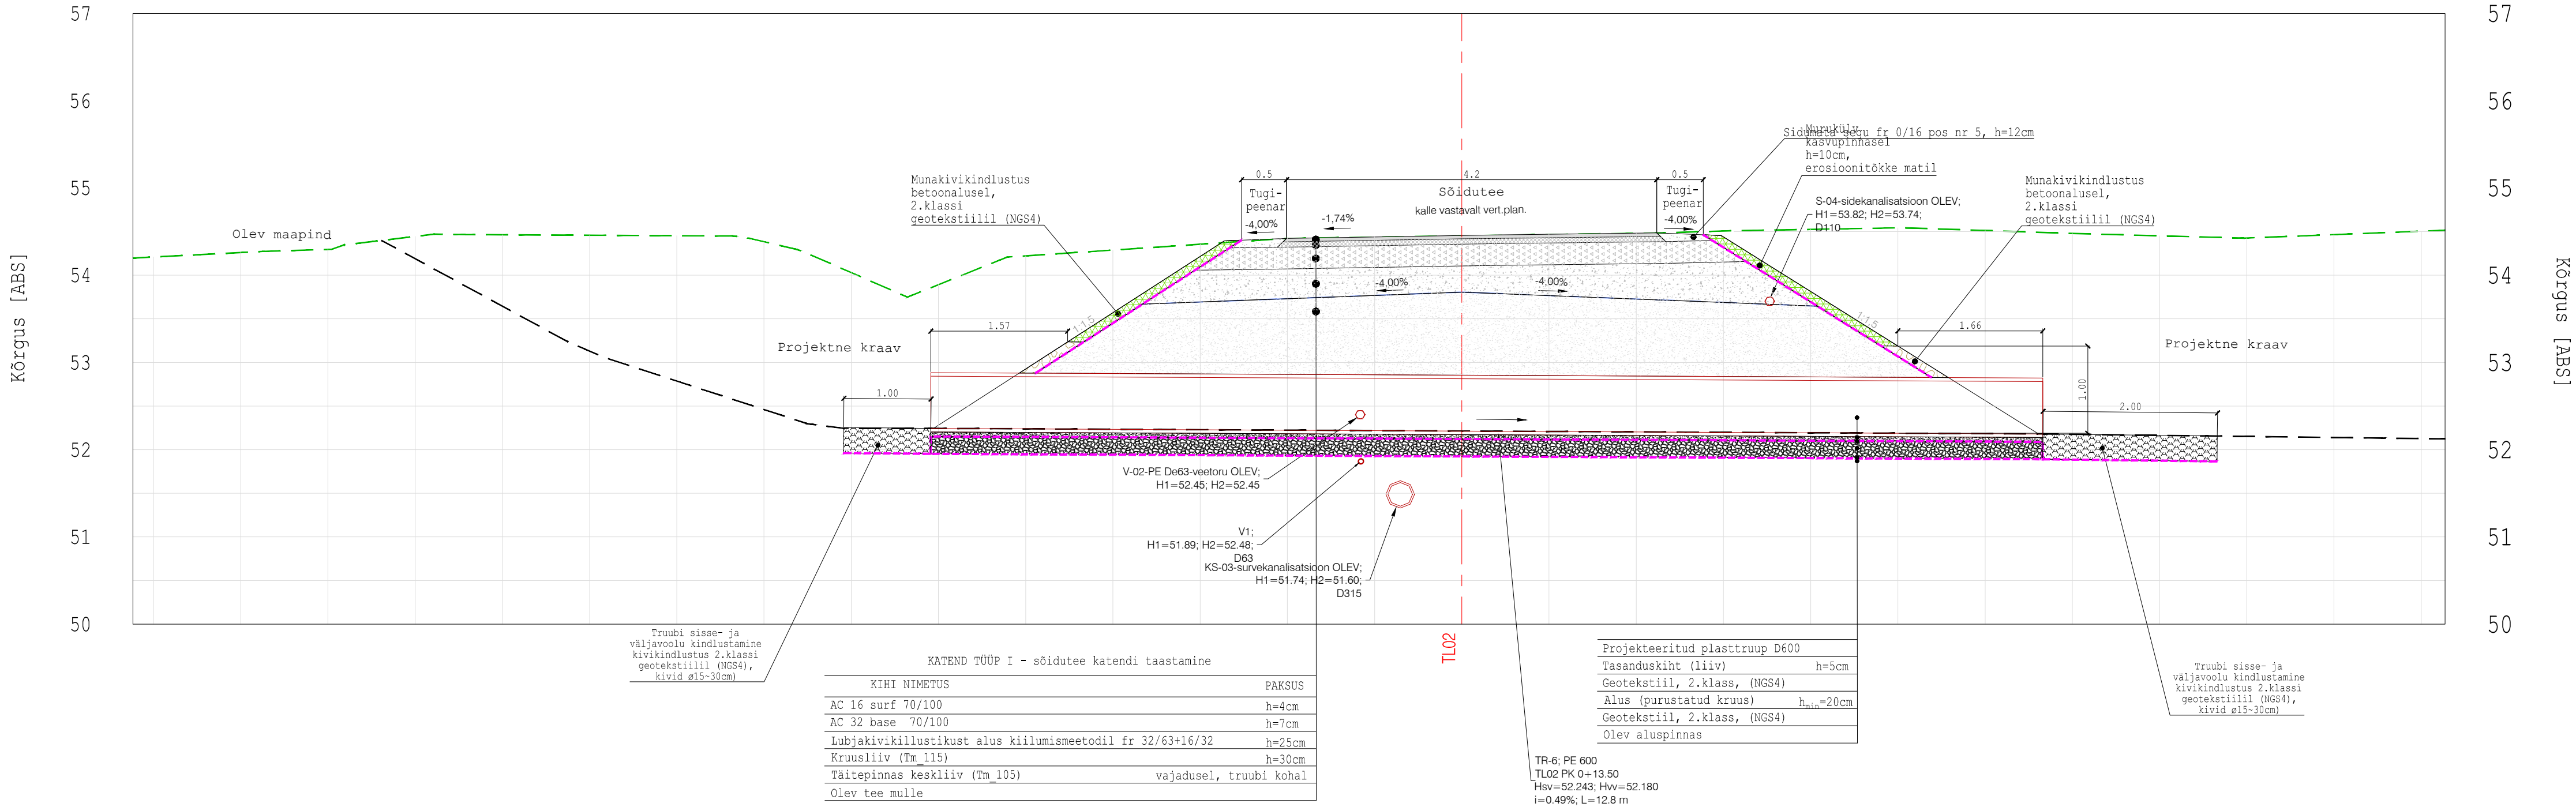 57
57
56
56
55
55
54
54
53
53
52
52
51
51
50
50
Kõrgus [ABS]
Kõrgus [ABS]
Olev maapind
Munakivikindlustus
betoonalusel,
2.klassi
geotekstiilil (NGS4)
0.5
4.2
0.5
Tugi-
peenar
-4,00%
-1,74%
Sõidutee
kalle vastavalt vert.plan.
Tugi-
peenar
-4,00%
Sidumata segu fr 0/16 pos nr 5, h=12cm
Murukülv
kasvupinnasel
h=10cm,
erosioonitõkke matil
S-04-sidekanalisatsioon OLEV;
H1=53.82; H2=53.74;
D110
Munakivikindlustus
betoonalusel,
2.klassi
geotekstiilil (NGS4)
-4,00%
-4,00%
1:1.5
1:1.5
1.57
1.66
Projektne kraav
Projektne kraav
1.00
1.00
2.00
V-02-PE De63-veetoru OLEV;
H1=52.45; H2=52.45
V1;
H1=51.89; H2=52.48;
D63
KS-03-survekanalisatsioon OLEV;
H1=51.74; H2=51.60;
D315
TL02
Truubi sisse- ja
väljavoolu kindlustamine
kivikindlustus 2.klassi
geotekstiilil (NGS4),
kivid ø15~30cm)
KATEND TÜÜP I - sõidutee katendi taastamine
KIHI NIMETUS PAKSUS
AC 16 surf 70/100 h=4cm
AC 32 base 70/100 h=7cm
Lubjakivikillustikust alus kiilumismeetodil fr 32/63+16/32 h=25cm
Kruusliiv (Tm_115) h=30cm
Täitepinnas keskliiv (Tm_105) vajadusel, truubi kohal
Olev tee mulle
Projekteeritud plasttruup D600
Tasanduskiht (liiv) h=5cm
Geotekstiil, 2.klass, (NGS4)
Alus (purustatud kruus) hmin=20cm
Geotekstiil, 2.klass, (NGS4)
Olev aluspinnas
TR-6; PE 600
TL02 PK 0+13.50
Hsv=52.243; Hvv=52.180
i=0.49%; L=12.8 m
Truubi sisse- ja
väljavoolu kindlustamine
kivikindlustus 2.klassi
geotekstiilil (NGS4),
kivid ø15~30cm)